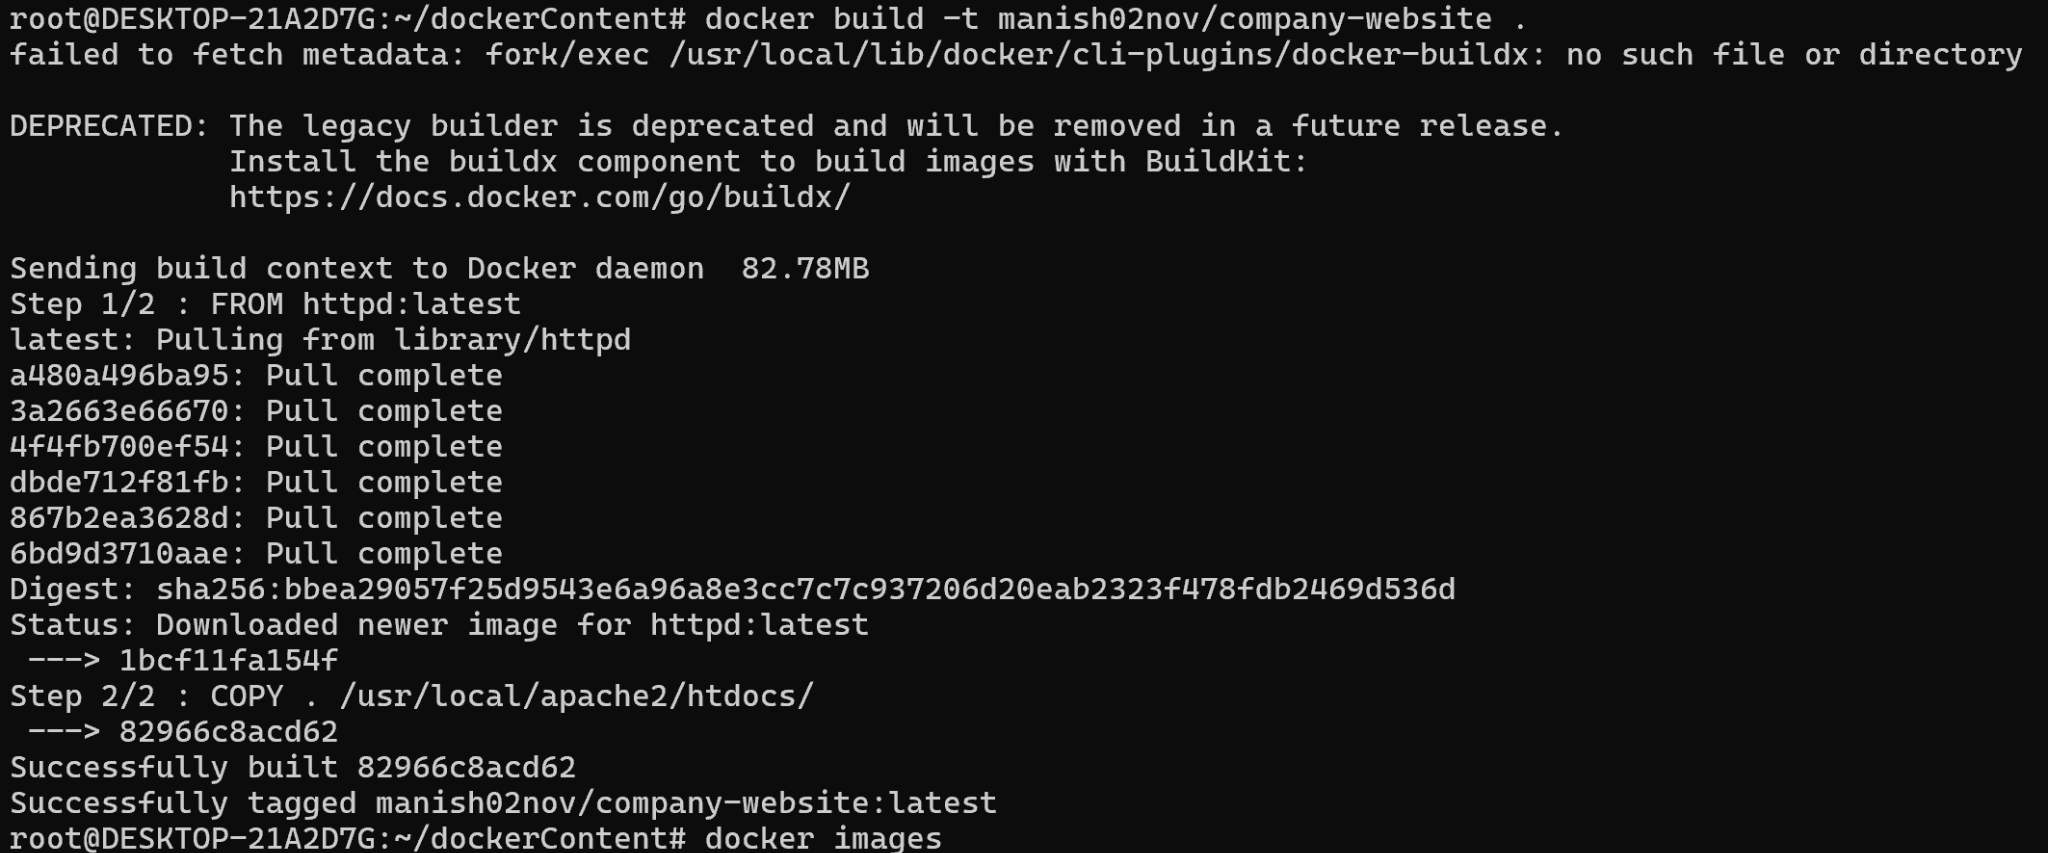 root@DESKTOP-21A2D7G:~/dockerContent# docker build -t manish02nov/company-website .
failed to fetch metadata: fork/exec /usr/local/lib/docker/cli-plugins/docker-buildx: no such file or directory
DEPRECATED: The legacy builder is deprecated and will be removed in a future release.
Install the buildx component to build images with BuildKit:
https://docs.docker.com/go/buildx/
Sending build context to Docker daemon  82.78MB
Step 1/2 : FROM httpd:latest
latest: Pulling from library/httpd
a480a496ba95: Pull complete
3a2663e66670: Pull complete
4f4fb700ef54: Pull complete
dbde712f81fb: Pull complete
867b2ea3628d: Pull complete
6bd9d3710aae: Pull complete
Digest: sha256:bbea29057f25d9543e6a96a8e3cc7c7c937206d20eab2323f478fdb2469d536d
Status: Downloaded newer image for httpd:latest
---> 1bcf11fa154f
Step 2/2 : COPY . /usr/local/apache2/htdocs/
---> 82966c8acd62
Successfully built 82966c8acd62
Successfully tagged manish02nov/company-website:latest
root@DESKTOP-21A2D7G:~/dockerContent# docker images